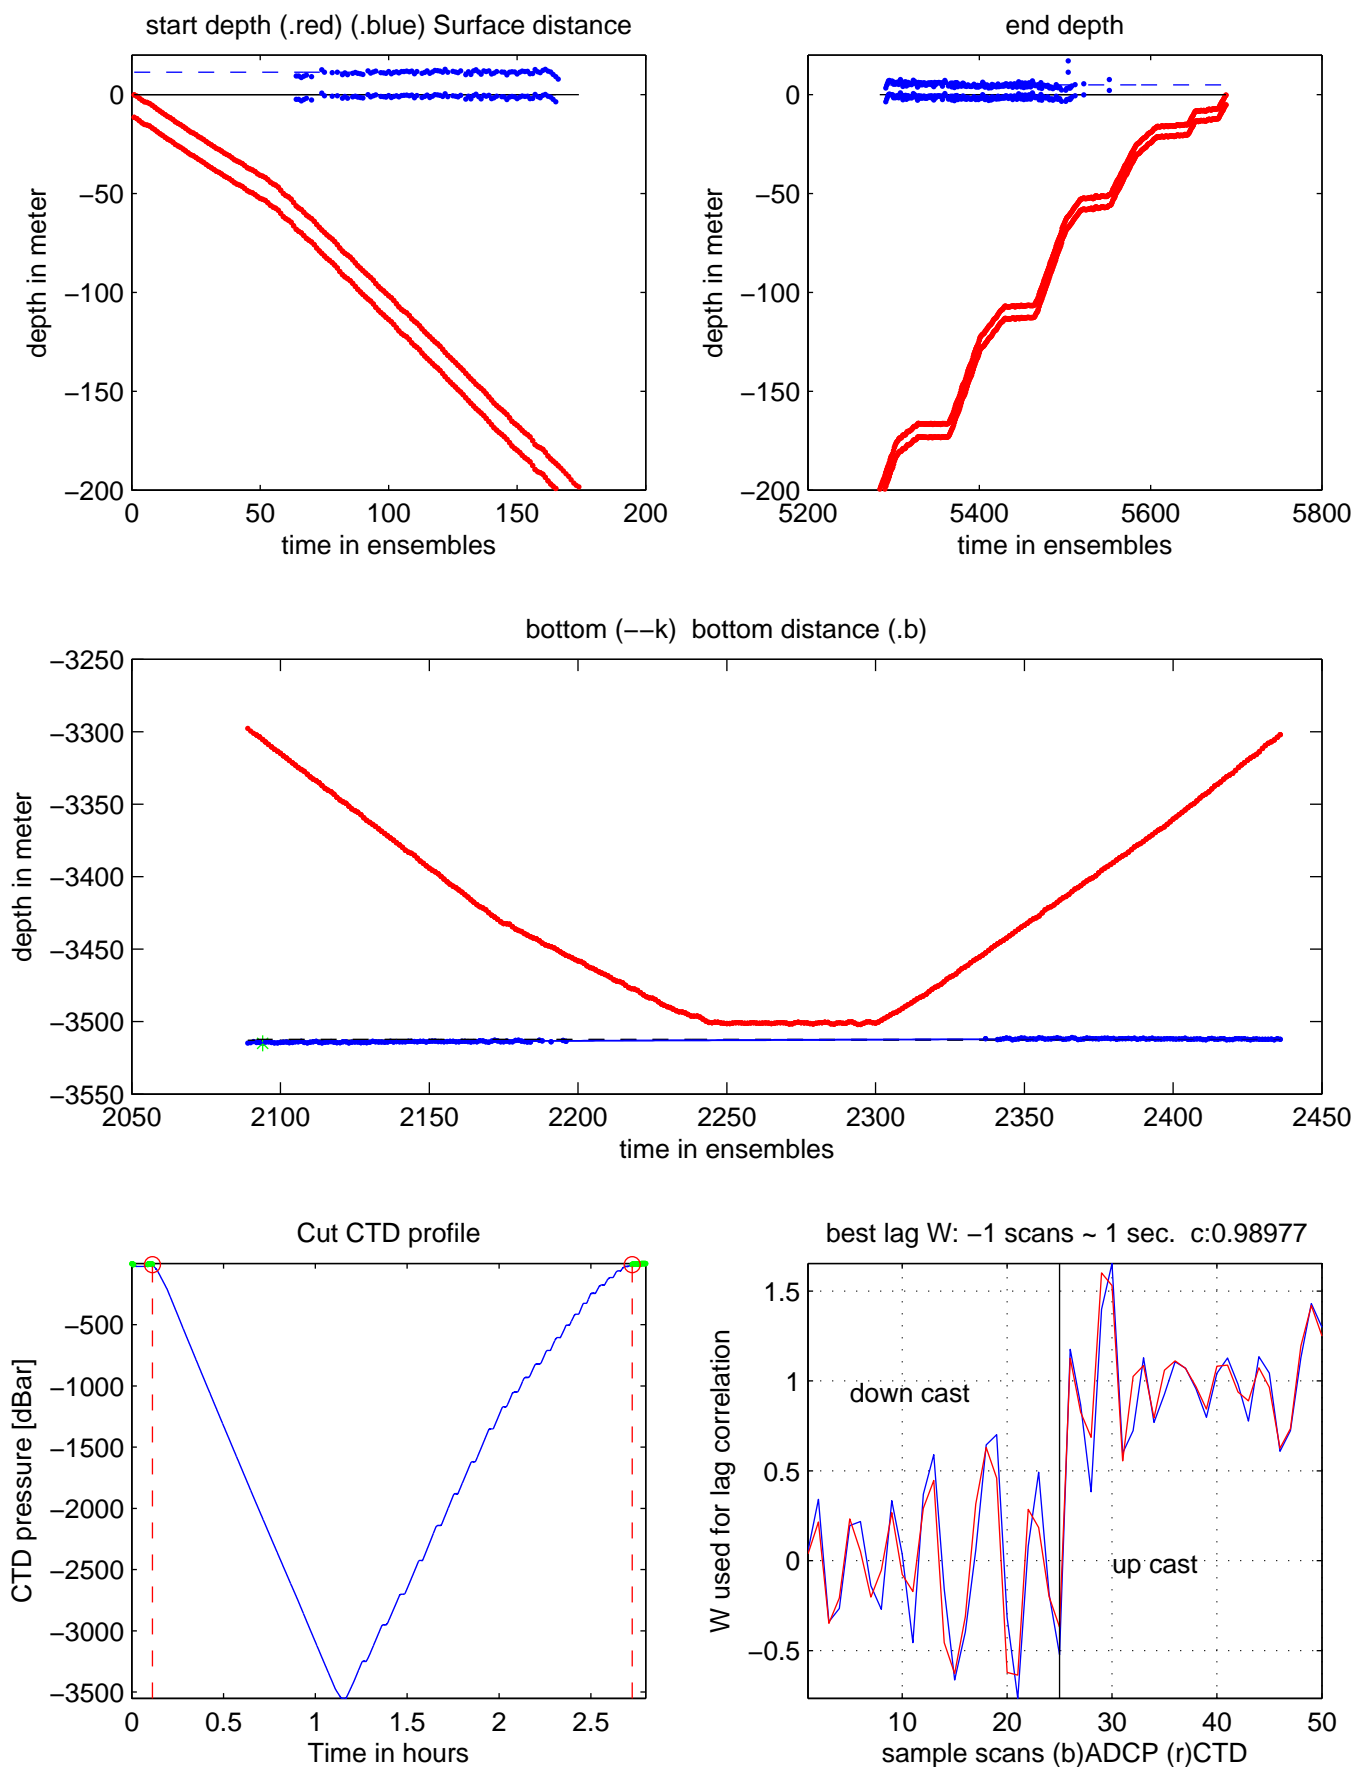 start depth (.red) (.blue) Surface distance
0
−50
−100
−150
−200
0 50 100 150 200
depth in meter
time in ensembles
end depth
0
−50
−100
−150
−200
5200 5400 5600 5800
depth in meter
time in ensembles
bottom (−−k)  bottom distance (.b)
−3250
−3300
−3350
−3400
−3450
−3500
−3550
2050 2100 2150 2200 2250 2300 2350 2400 2450
depth in meter
time in ensembles
Cut CTD profile
−500
−1000
−1500
−2000
−2500
−3000
−3500
0 0.5 1 1.5 2 2.5
CTD pressure [dBar]
Time in hours
best lag W: −1 scans ~ 1 sec.  c:0.98977
1.5
1
0.5
0
−0.5
10 20 30 40 50
down cast
up cast
W used for lag correlation
sample scans (b)ADCP (r)CTD